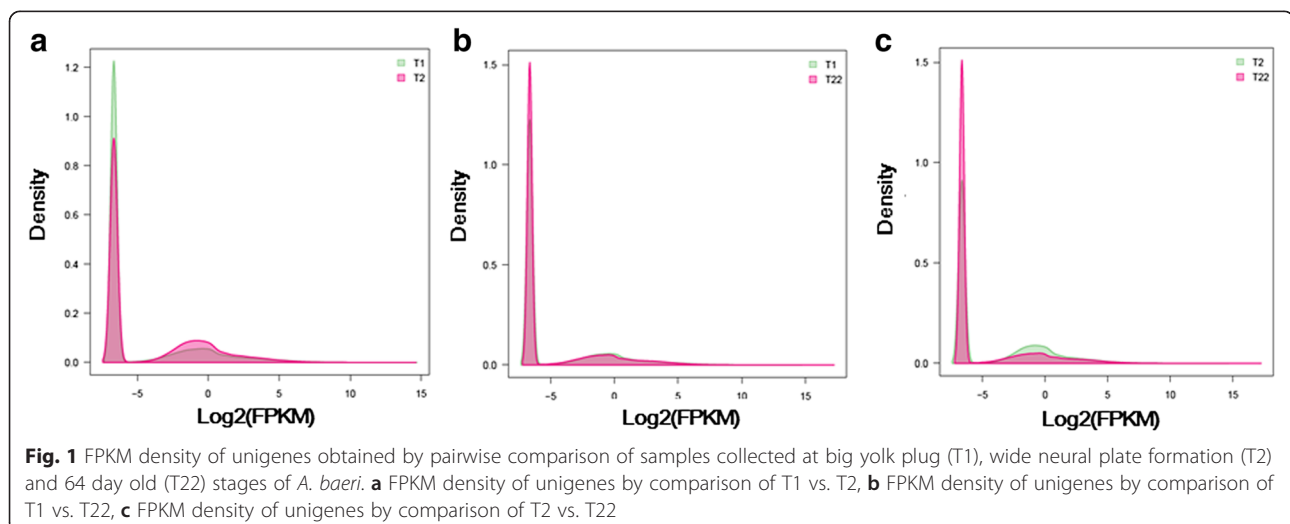 a
b
c
T1
T2
T1
T22
T2
T22
Density
1.2
1.0
0.8
0.6
0.4
0.2
0.0
−5
0
5
10
15
Log2(FPKM)
Density
1.5
1.0
0.5
0.0
−5
0
5
10
15
Log2(FPKM)
Density
1.5
1.0
0.5
0.0
−5
0
5
10
15
Log2(FPKM)
Fig. 1 FPKM density of unigenes obtained by pairwise comparison of samples collected at big yolk plug (T1), wide neural plate formation (T2)
and 64 day old (T22) stages of A. baeri. a FPKM density of unigenes by comparison of T1 vs. T2, b FPKM density of unigenes by comparison of
T1 vs. T22, c FPKM density of unigenes by comparison of T2 vs. T22